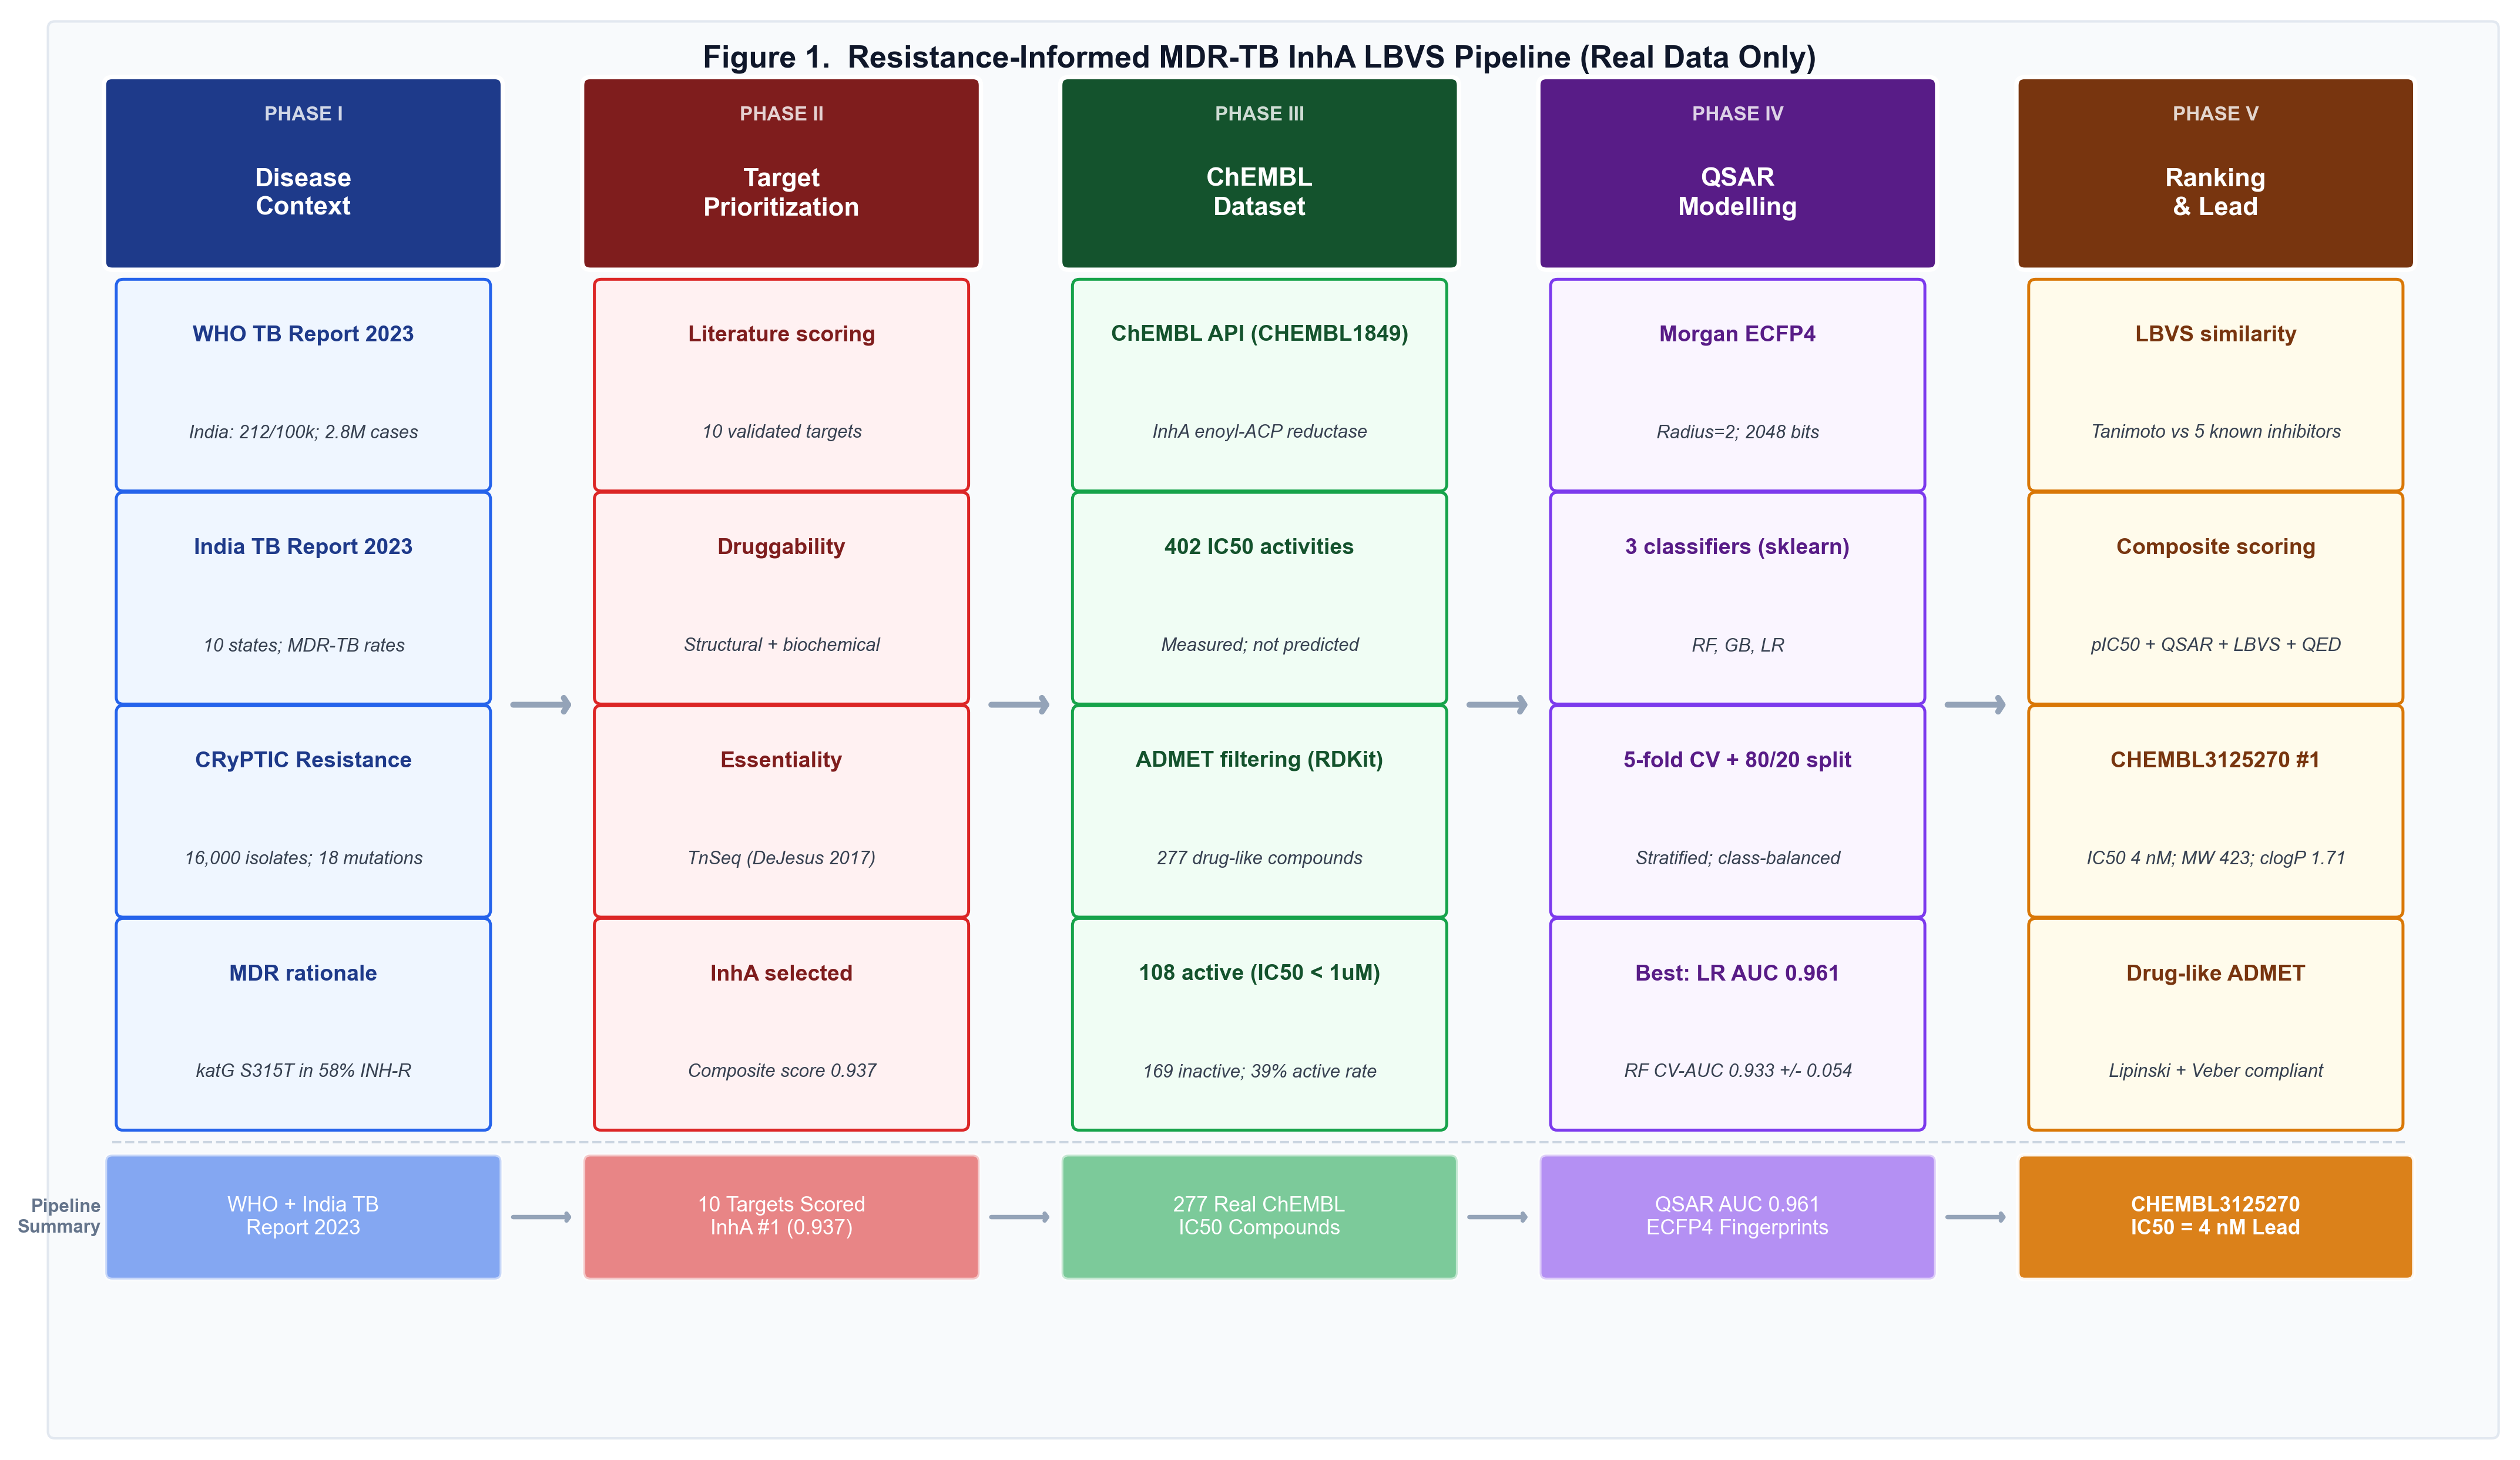 Figure 1.  Resistance-Informed MDR-TB InhA LBVS Pipeline (Real Data Only)
PHASE I
Disease
Context
WHO TB Report 2023
India: 212/100k; 2.8M cases
India TB Report 2023
10 states; MDR-TB rates
CRyPTIC Resistance
16,000 isolates; 18 mutations
MDR rationale
katG S315T in 58% INH-R
PHASE II
Target
Prioritization
Literature scoring
10 validated targets
Druggability
Structural + biochemical
Essentiality
TnSeq (DeJesus 2017)
InhA selected
Composite score 0.937
PHASE III
ChEMBL
Dataset
ChEMBL API (CHEMBL1849)
InhA enoyl-ACP reductase
402 IC50 activities
Measured; not predicted
ADMET filtering (RDKit)
277 drug-like compounds
108 active (IC50 < 1uM)
169 inactive; 39% active rate
PHASE IV
QSAR
Modelling
Morgan ECFP4
Radius=2; 2048 bits
3 classifiers (sklearn)
RF, GB, LR
5-fold CV + 80/20 split
Stratified; class-balanced
Best: LR AUC 0.961
RF CV-AUC 0.933 +/- 0.054
PHASE V
Ranking
& Lead
LBVS similarity
Tanimoto vs 5 known inhibitors
Composite scoring
pIC50 + QSAR + LBVS + QED
CHEMBL3125270 #1
IC50 4 nM; MW 423; clogP 1.71
Drug-like ADMET
Lipinski + Veber compliant
Pipeline
Summary
WHO + India TB
Report 2023
10 Targets Scored
InhA #1 (0.937)
277 Real ChEMBL
IC50 Compounds
QSAR AUC 0.961
ECFP4 Fingerprints
CHEMBL3125270
IC50 = 4 nM Lead